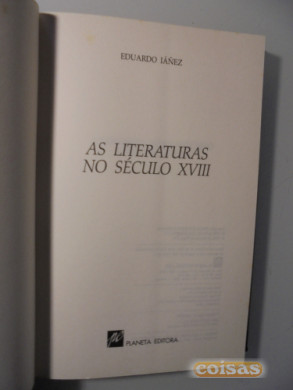 EDUARDO IÁÑEZ
AS LITERATURAS
NO SÉCULO XVIII
PLANETA EDITORA
coisas